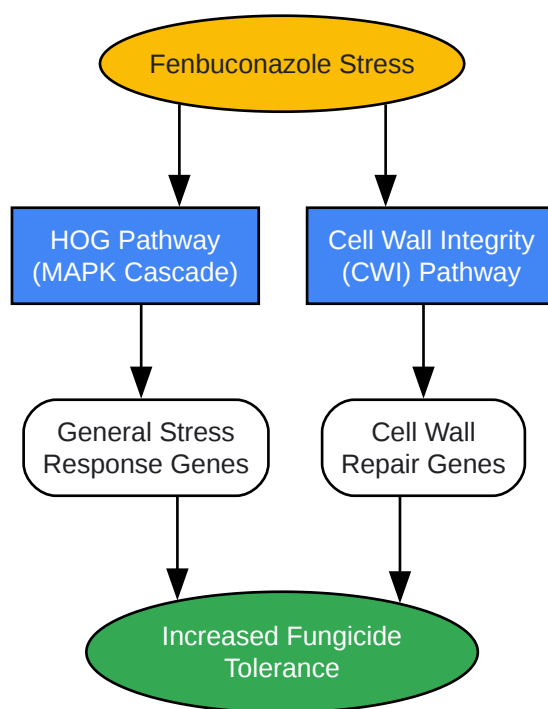 Fenbuconazole Stress
HOG Pathway
(MAPK Cascade)
Cell Wall Integrity
(CWI) Pathway
General Stress
Response Genes
Cell Wall
Repair Genes
Increased Fungicide
Tolerance